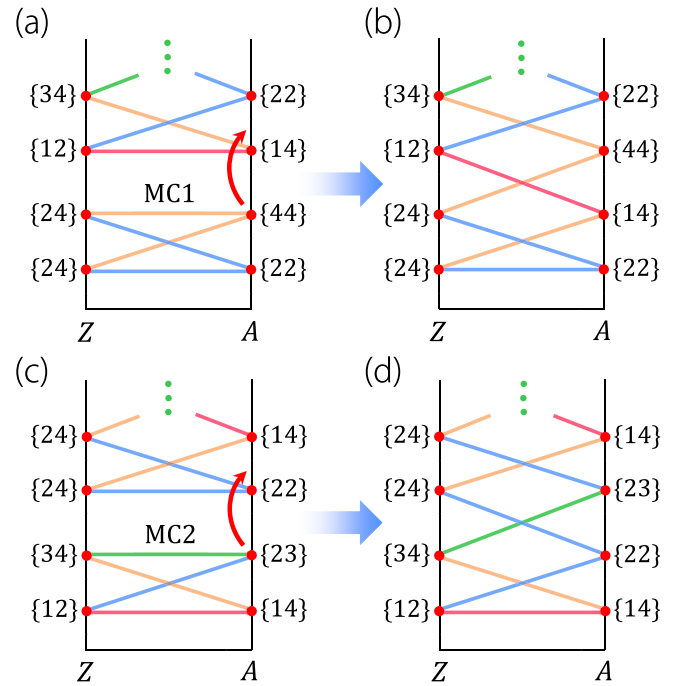 (a)
(b)
{34} {22} {34} {22}
{12} {14} {12} {44}
MC1
{24} {44} {24} {14}
{24} {22} {24} {22}
Z A Z A
(c)
(d)
{24} {14} {24} {14}
{24} {22} {24} {23}
MC2
{34} {23} {34} {22}
{12} {14} {12} {14}
Z A Z A